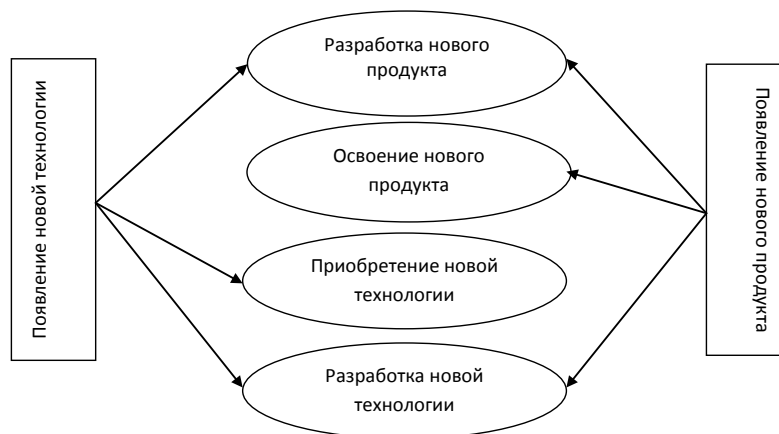 Появление новой технологии
Разработка нового
продукта
Освоение нового
продукта
Приобретение новой
технологии
Разработка новой
технологии
Появление нового
продукта